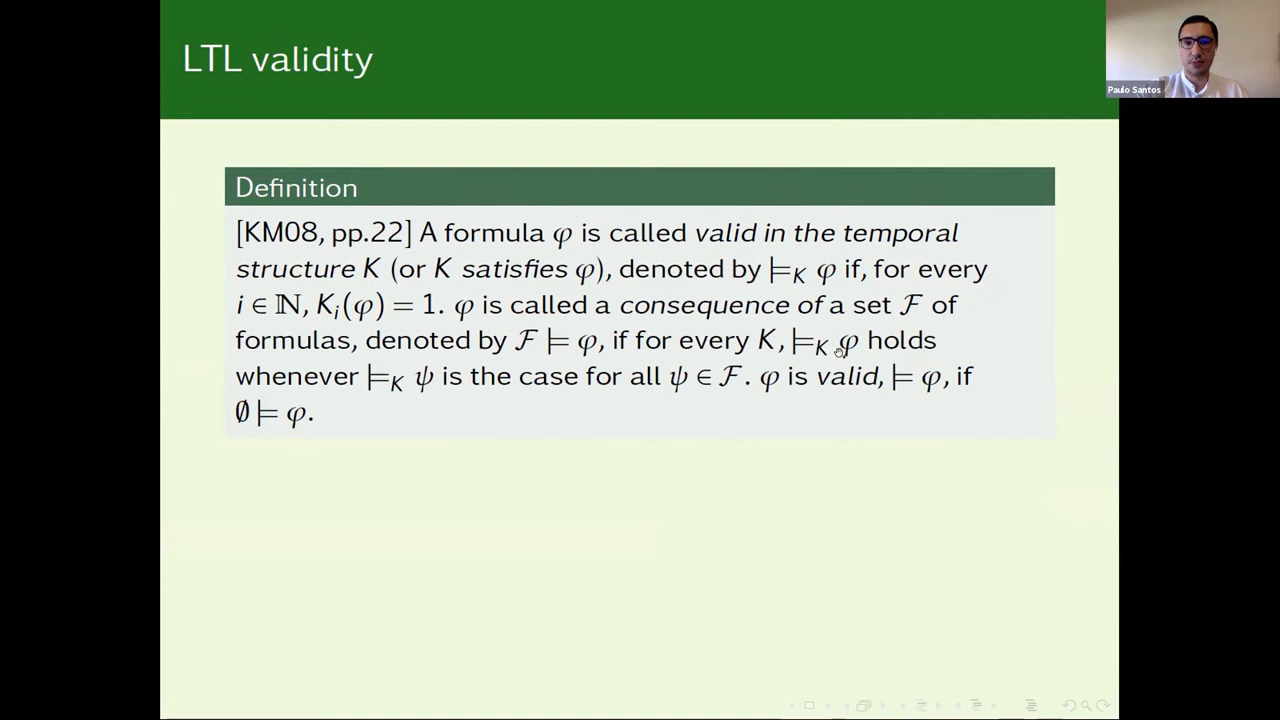 LTL validity
Paulo Santos
Definition
[KM08, pp.22] A formula φ is called valid in the temporal
structure K (or K satisfies φ), denoted by ⊨_K φ if, for every
i ∈ ℕ, K_i(φ) = 1. φ is called a consequence of a set ℱ of
formulas, denoted by ℱ ⊨ φ, if for every K, ⊨_K φ holds
whenever ⊨_K ψ is the case for all ψ ∈ ℱ. φ is valid, ⊨ φ, if
∅ ⊨ φ.